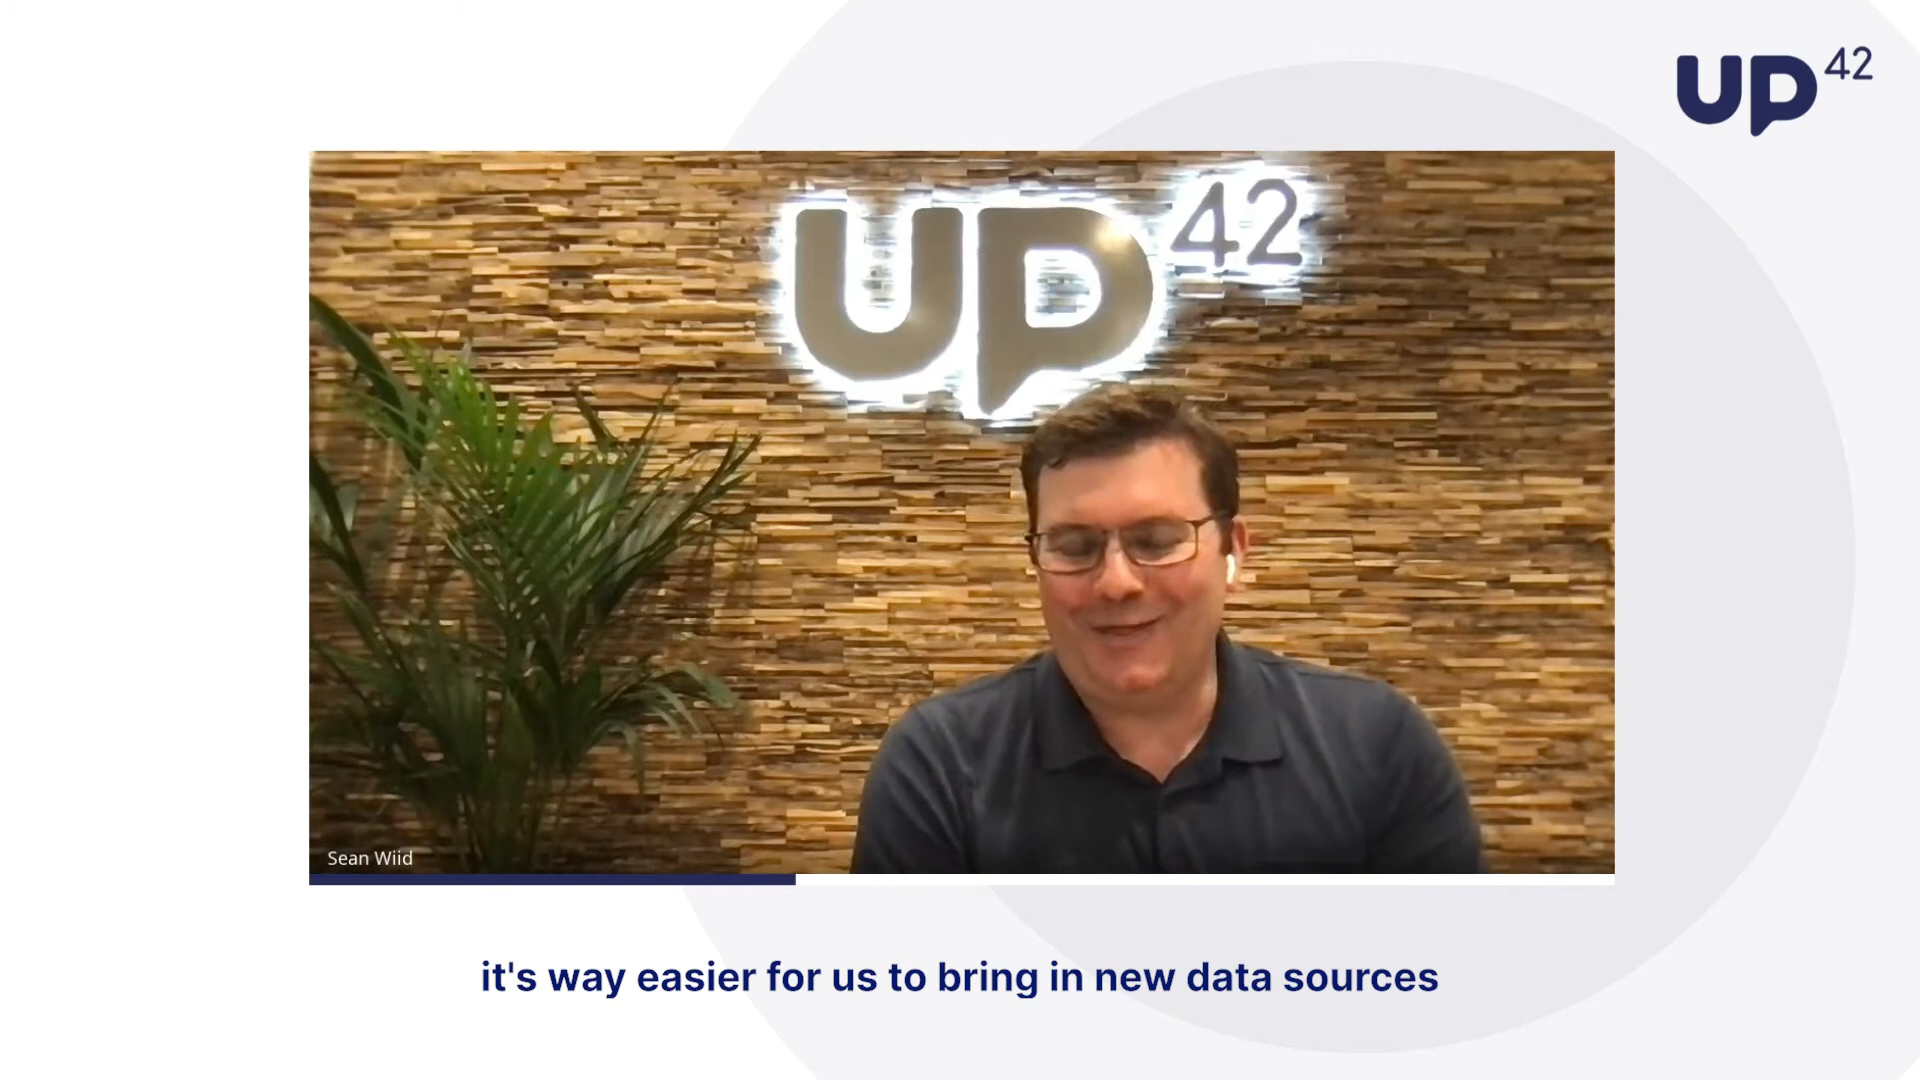 UP42
UP42
Sean Wiid
it's way easier for us to bring in new data sources